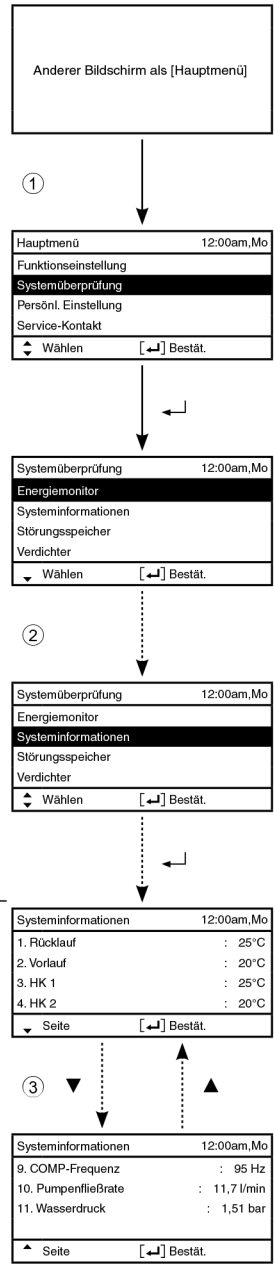 Anderer Bildschirm als [Hauptmenü]
①
Hauptmenü 12:00am,Mo
Funktionseinstellung
Systemüberprüfung
Persönl. Einstellung
Service-Kontakt
Wählen [↵] Bestät.
Systemüberprüfung 12:00am,Mo
Energiemonitor
Systeminformationen
Störungsspeicher
Verdichter
Wählen [↵] Bestät.
②
Systemüberprüfung 12:00am,Mo
Energiemonitor
Systeminformationen
Störungsspeicher
Verdichter
Wählen [↵] Bestät.
Systeminformationen 12:00am,Mo
1. Rücklauf : 25°C
2. Vorlauf : 20°C
3. HK 1 : 25°C
4. HK 2 : 20°C
Seite [↵] Bestät.
③ ▼ ▲
Systeminformationen 12:00am,Mo
9. COMP-Frequenz : 95 Hz
10. Pumpenfließrate : 11,7 l/min
11. Wasserdruck : 1,51 bar
Seite [↵] Bestät.